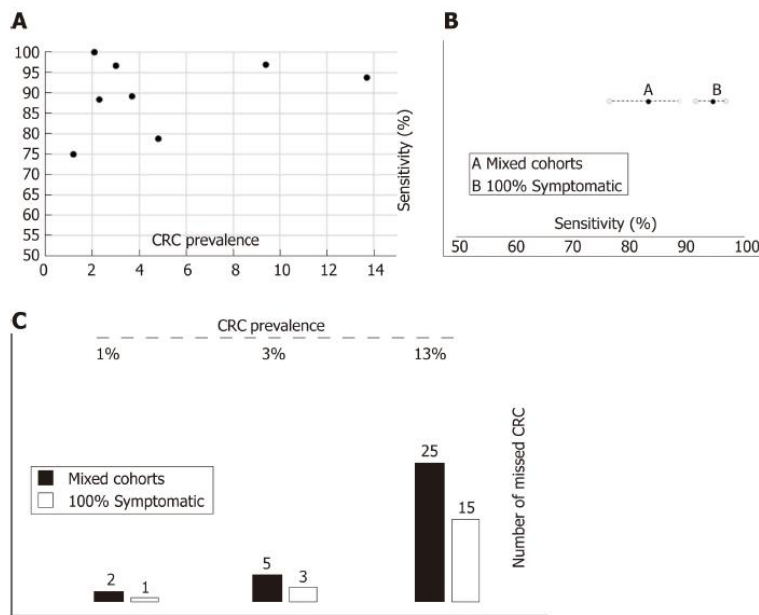 A
100
95
90
85
80
75
70
65
60
55
50
Sensitivity (%)
CRC prevalence
0 2 4 6 8 10 12 14
B
A B
A Mixed cohorts
B 100% Symptomatic
Sensitivity (%)
50 60 70 80 90 100
C
CRC prevalence
1% 3% 13%
Mixed cohorts
100% Symptomatic
Number of missed CRC
2 1
5 3
25 15